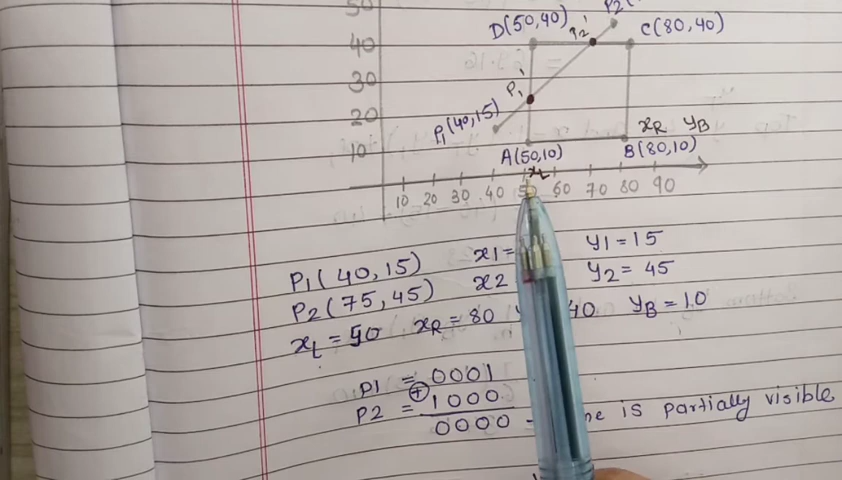 50
P2(
D(50,40) P2' C(80,40)
40
30
P1'
20 P1(40,15)
xR yB
10 A(50,10) B(80,10)
xL
10 20 30 40 50 60 70 80 90
P1(40,15) x1= y1=15
P2(75,45) x2 y2=45
xL=50 xR=80 40 yB=10
P1 = 0001
P2 = ⊕ 1000
0000 = ne is partially visible